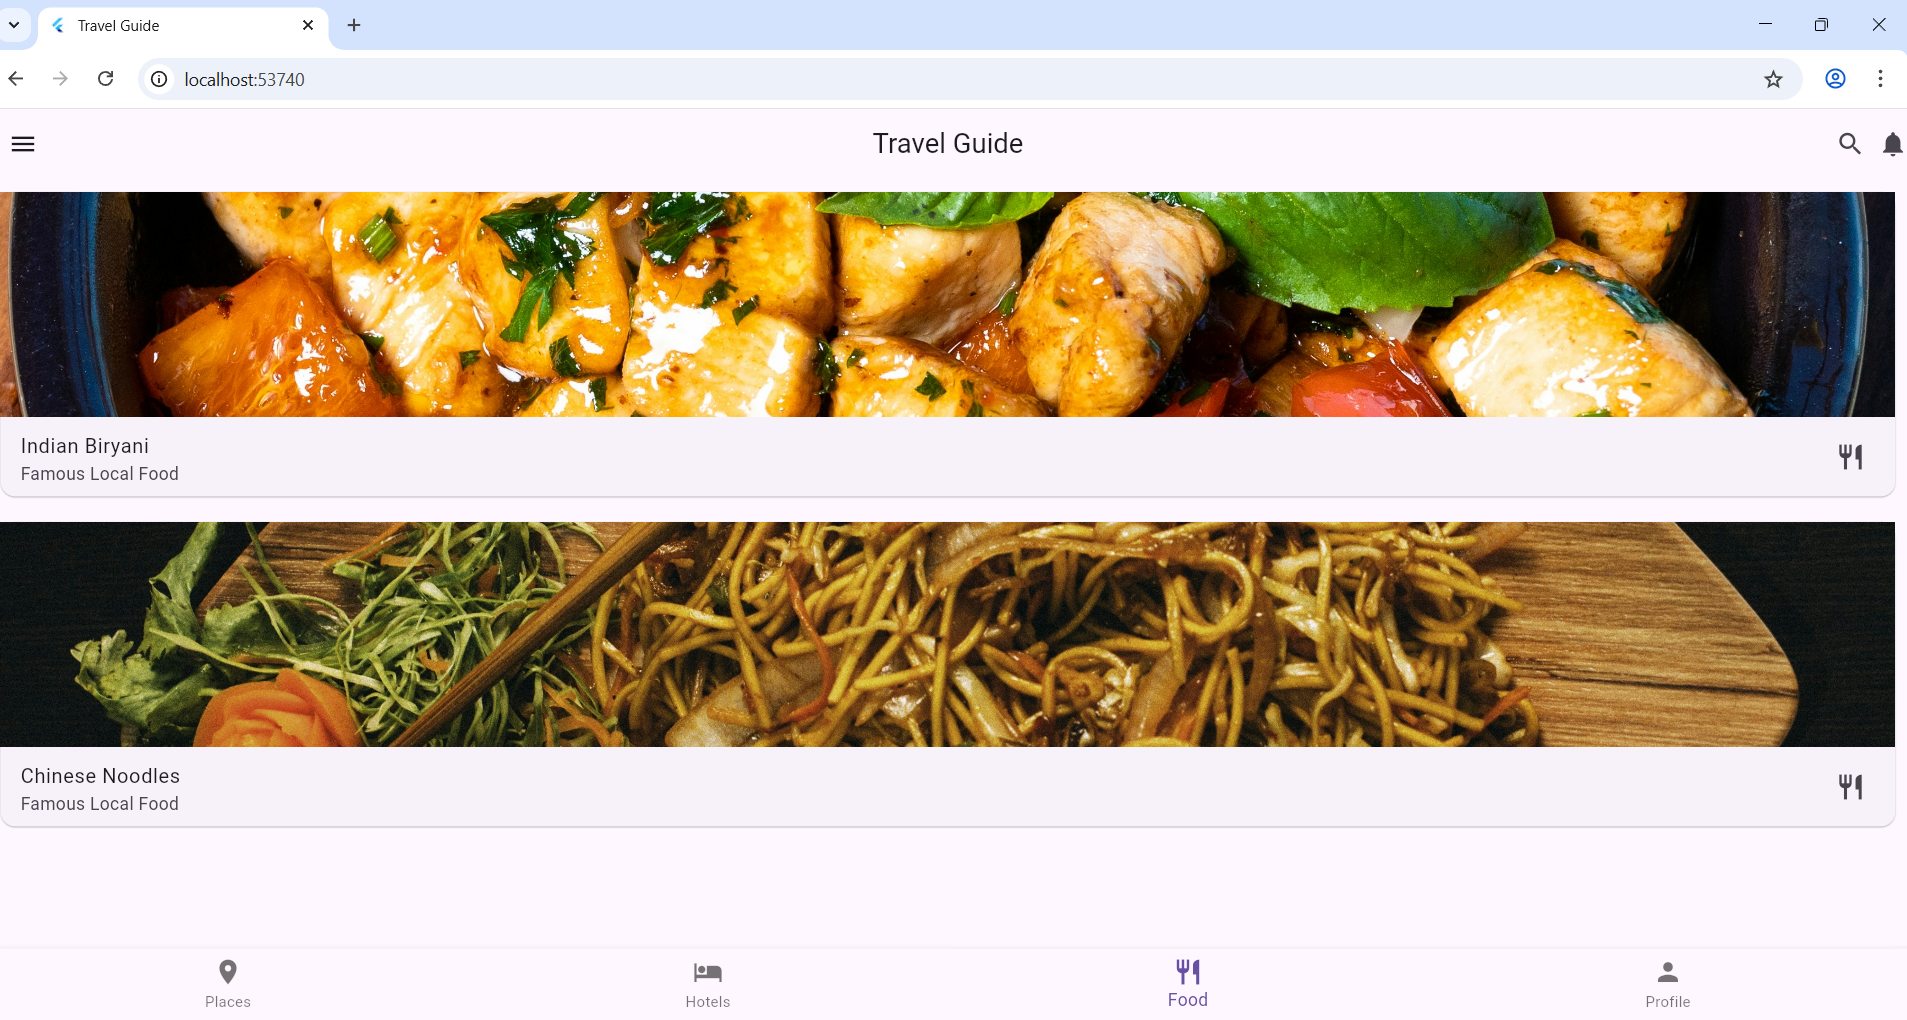 Travel Guide
localhost:53740
Travel Guide
Indian Biryani
Famous Local Food
Chinese Noodles
Famous Local Food
Places
Hotels
Food
Profile